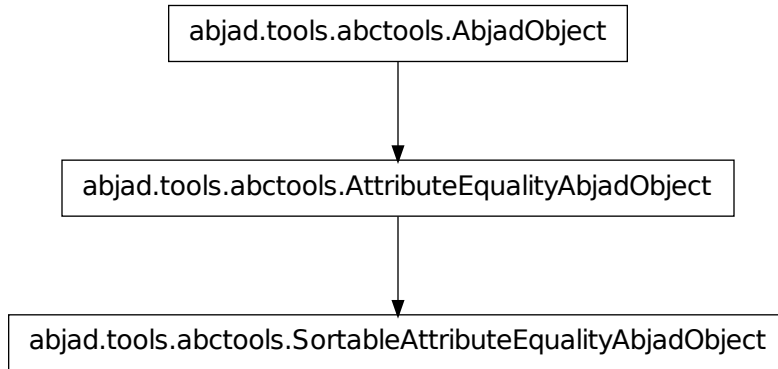 abjad.tools.abctools.AbjadObject
abjad.tools.abctools.AttributeEqualityAbjadObject
abjad.tools.abctools.SortableAttributeEqualityAbjadObject